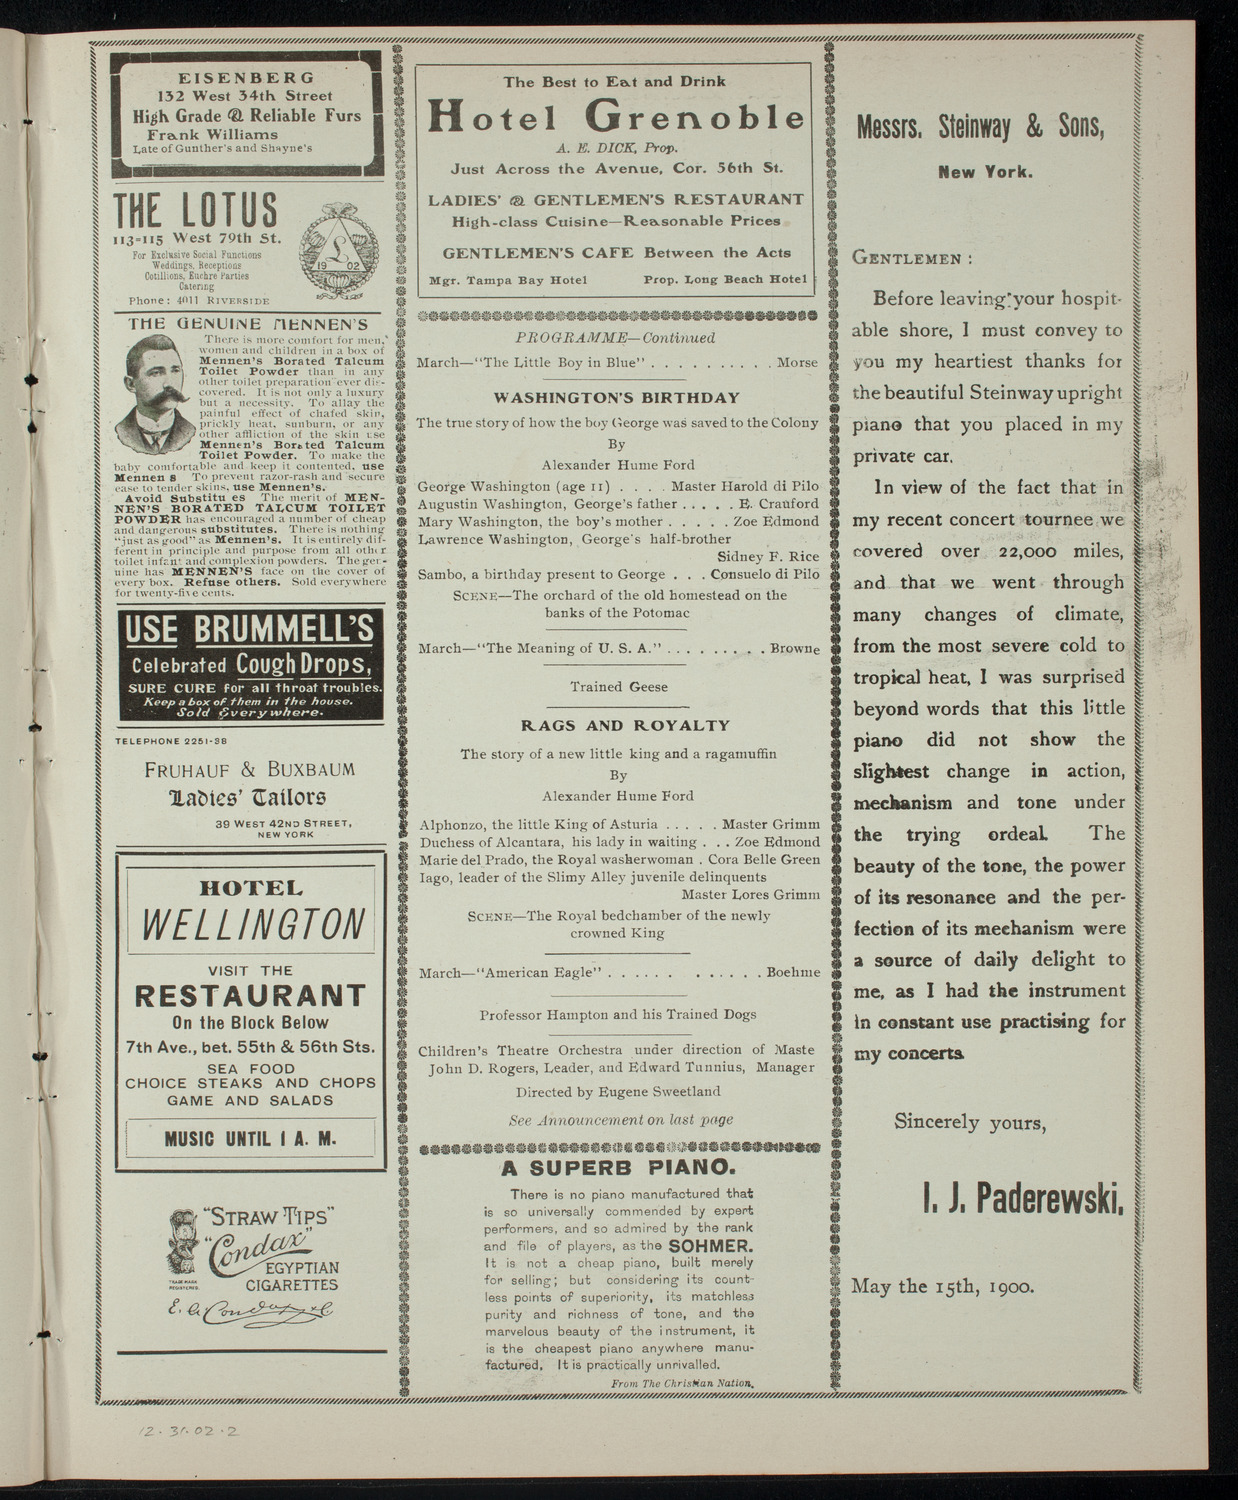 EISENBERG
132 West 34th Street
High Grade & Reliable Furs
Frank Williams
Late of Gunther's and Shayne's
THE LOTUS
113-115 West 79th St.
For Exclusive Social Functions
Weddings, Receptions
Cotillions, Euchre Parties
Catering
Phone: 4011 RIVERSIDE
L
19 02
THE GENUINE MENNEN'S
There is more comfort for men,
women and children in a box of
Mennen's Borated Talcum
Toilet Powder than in any
other toilet preparation ever dis-
covered. It is not only a luxury
but a necessity. To allay the
painful effect of chafed skin,
prickly heat, sunburn, or any
other affliction of the skin use
Mennen's Borated Talcum
Toilet Powder. To make the
baby comfortable and keep it contented, use
Mennen s To prevent razor-rash and secure
ease to tender skins, use Mennen's.
Avoid Substitu es The merit of MEN-
NEN'S BORATED TALCUM TOILET
POWDER has encouraged a number of cheap
and dangerous substitutes. There is nothing
"just as good" as Mennen's. It is entirely dif-
ferent in principle and purpose from all other
toilet infant and complexion powders. The gen-
uine has MENNEN'S face on the cover of
every box. Refuse others. Sold everywhere
for twenty-five cents.
USE BRUMMELL'S
Celebrated Cough Drops,
SURE CURE for all throat troubles.
Keep a box of them in the house.
Sold Everywhere.
TELEPHONE 2251-38
FRUHAUF & BUXBAUM
Ladies' Tailors
39 WEST 42ND STREET,
NEW YORK
HOTEL
WELLINGTON
VISIT THE
RESTAURANT
On the Block Below
7th Ave., bet. 55th & 56th Sts.
SEA FOOD
CHOICE STEAKS AND CHOPS
GAME AND SALADS
MUSIC UNTIL 1 A. M.
"STRAW TIPS"
"Condax"
EGYPTIAN
CIGARETTES
TRADE MARK
REGISTERED.
E. A. Condax & Co.
The Best to Eat and Drink
Hotel Grenoble
A. E. DICK, Prop.
Just Across the Avenue, Cor. 56th St.
LADIES' & GENTLEMEN'S RESTAURANT
High-class Cuisine—Reasonable Prices
GENTLEMEN'S CAFE Between the Acts
Mgr. Tampa Bay Hotel Prop. Long Beach Hotel
PROGRAMME—Continued
March—"The Little Boy in Blue" . . . . . . . . . . Morse
WASHINGTON'S BIRTHDAY
The true story of how the boy George was saved to the Colony
By
Alexander Hume Ford
George Washington (age 11) . . . . Master Harold di Pilo
Augustin Washington, George's father . . . . . E. Cranford
Mary Washington, the boy's mother . . . . . Zoe Edmond
Lawrence Washington, George's half-brother
Sidney F. Rice
Sambo, a birthday present to George . . . Consuelo di Pilo
SCENE—The orchard of the old homestead on the
banks of the Potomac
March—"The Meaning of U. S. A." . . . . . . . . . Browne
Trained Geese
RAGS AND ROYALTY
The story of a new little king and a ragamuffin
By
Alexander Hume Ford
Alphonzo, the little King of Asturia . . . . . Master Grimm
Duchess of Alcantara, his lady in waiting . . . Zoe Edmond
Marie del Prado, the Royal washerwoman . Cora Belle Green
Iago, leader of the Slimy Alley juvenile delinquents
Master Lores Grimm
SCENE—The Royal bedchamber of the newly
crowned King
March—"American Eagle" . . . . . . . . . . . . Boehme
Professor Hampton and his Trained Dogs
Children's Theatre Orchestra under direction of Maste
John D. Rogers, Leader, and Edward Tunnius, Manager
Directed by Eugene Sweetland
See Announcement on last page
A SUPERB PIANO.
There is no piano manufactured that
is so universally commended by expert
performers, and so admired by the rank
and file of players, as the SOHMER.
It is not a cheap piano, built merely
for selling; but considering its count-
less points of superiority, its matchless
purity and richness of tone, and the
marvelous beauty of the instrument, it
is the cheapest piano anywhere manu-
factured. It is practically unrivalled.
From The Christian Nation.
Messrs. Steinway & Sons,
New York.
GENTLEMEN:
Before leaving your hospit-
able shore, I must convey to
you my heartiest thanks for
the beautiful Steinway upright
piano that you placed in my
private car.
In view of the fact that in
my recent concert tournee we
covered over 22,000 miles,
and that we went through
many changes of climate,
from the most severe cold to
tropical heat, I was surprised
beyond words that this little
piano did not show the
slightest change in action,
mechanism and tone under
the trying ordeal. The
beauty of the tone, the power
of its resonance and the per-
fection of its mechanism were
a source of daily delight to
me, as I had the instrument
in constant use practising for
my concerts
Sincerely yours,
I. J. Paderewski.
May the 15th, 1900.
12.31.02.2